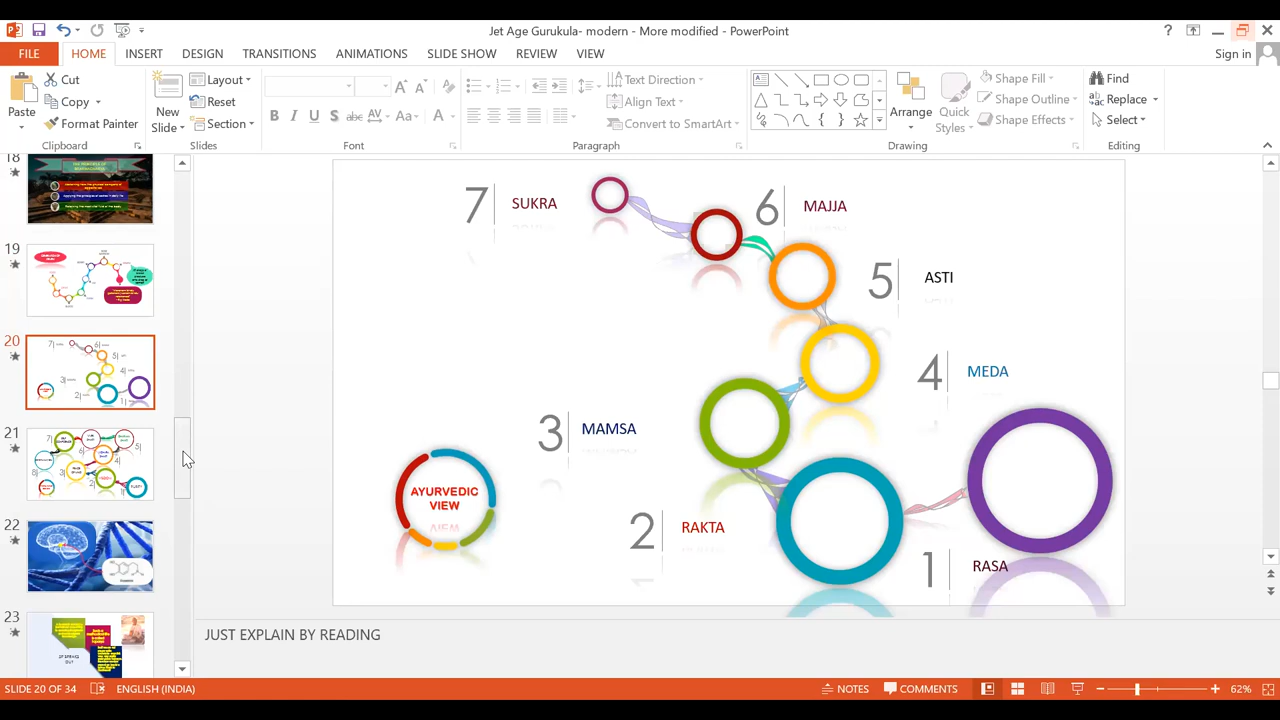 Jet Age Gurukula- modern - More modified - PowerPoint
FILE
HOME
INSERT
DESIGN
TRANSITIONS
ANIMATIONS
SLIDE SHOW
REVIEW
VIEW
Sign in
Paste
Cut
Copy
Format Painter
Clipboard
New Slide
Layout
Reset
Section
Slides
Font
Text Direction
Align Text
Convert to SmartArt
Paragraph
Arrange
Quick Styles
Shape Fill
Shape Outline
Shape Effects
Drawing
Find
Replace
Select
Editing
18
19
20
21
22
23
7 SUKRA
6 MAJJA
5 ASTI
4 MEDA
3 MAMSA
AYURVEDIC
VIEW
2 RAKTA
1 RASA
JUST EXPLAIN BY READING
SLIDE 20 OF 34
ENGLISH (INDIA)
NOTES
COMMENTS
62%